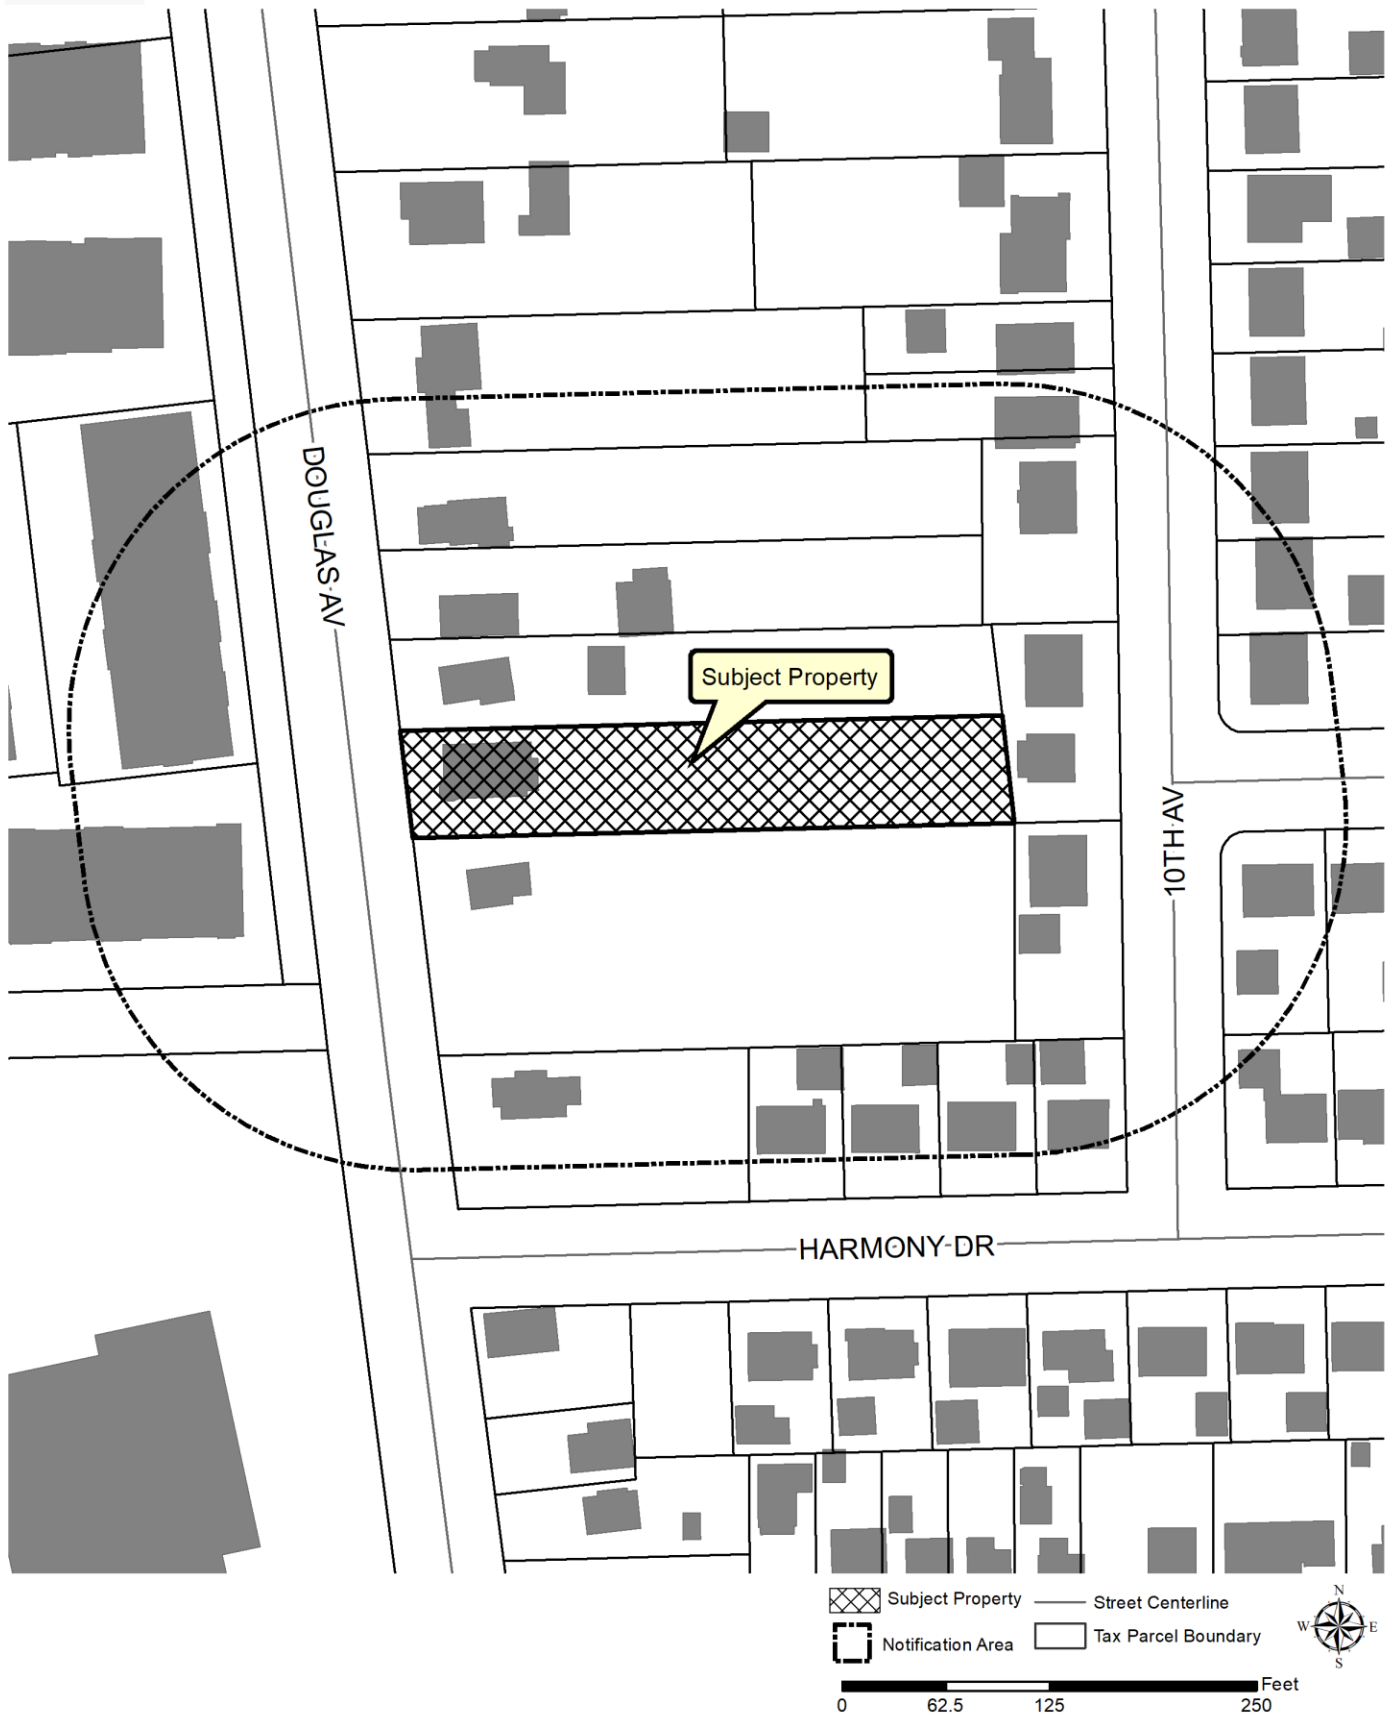 DOUGLAS AV
Subject Property
10TH AV
HARMONY DR
Subject Property
Street Centerline
Notification Area
Tax Parcel Boundary
N
W
E
S
Feet
0
62.5
125
250